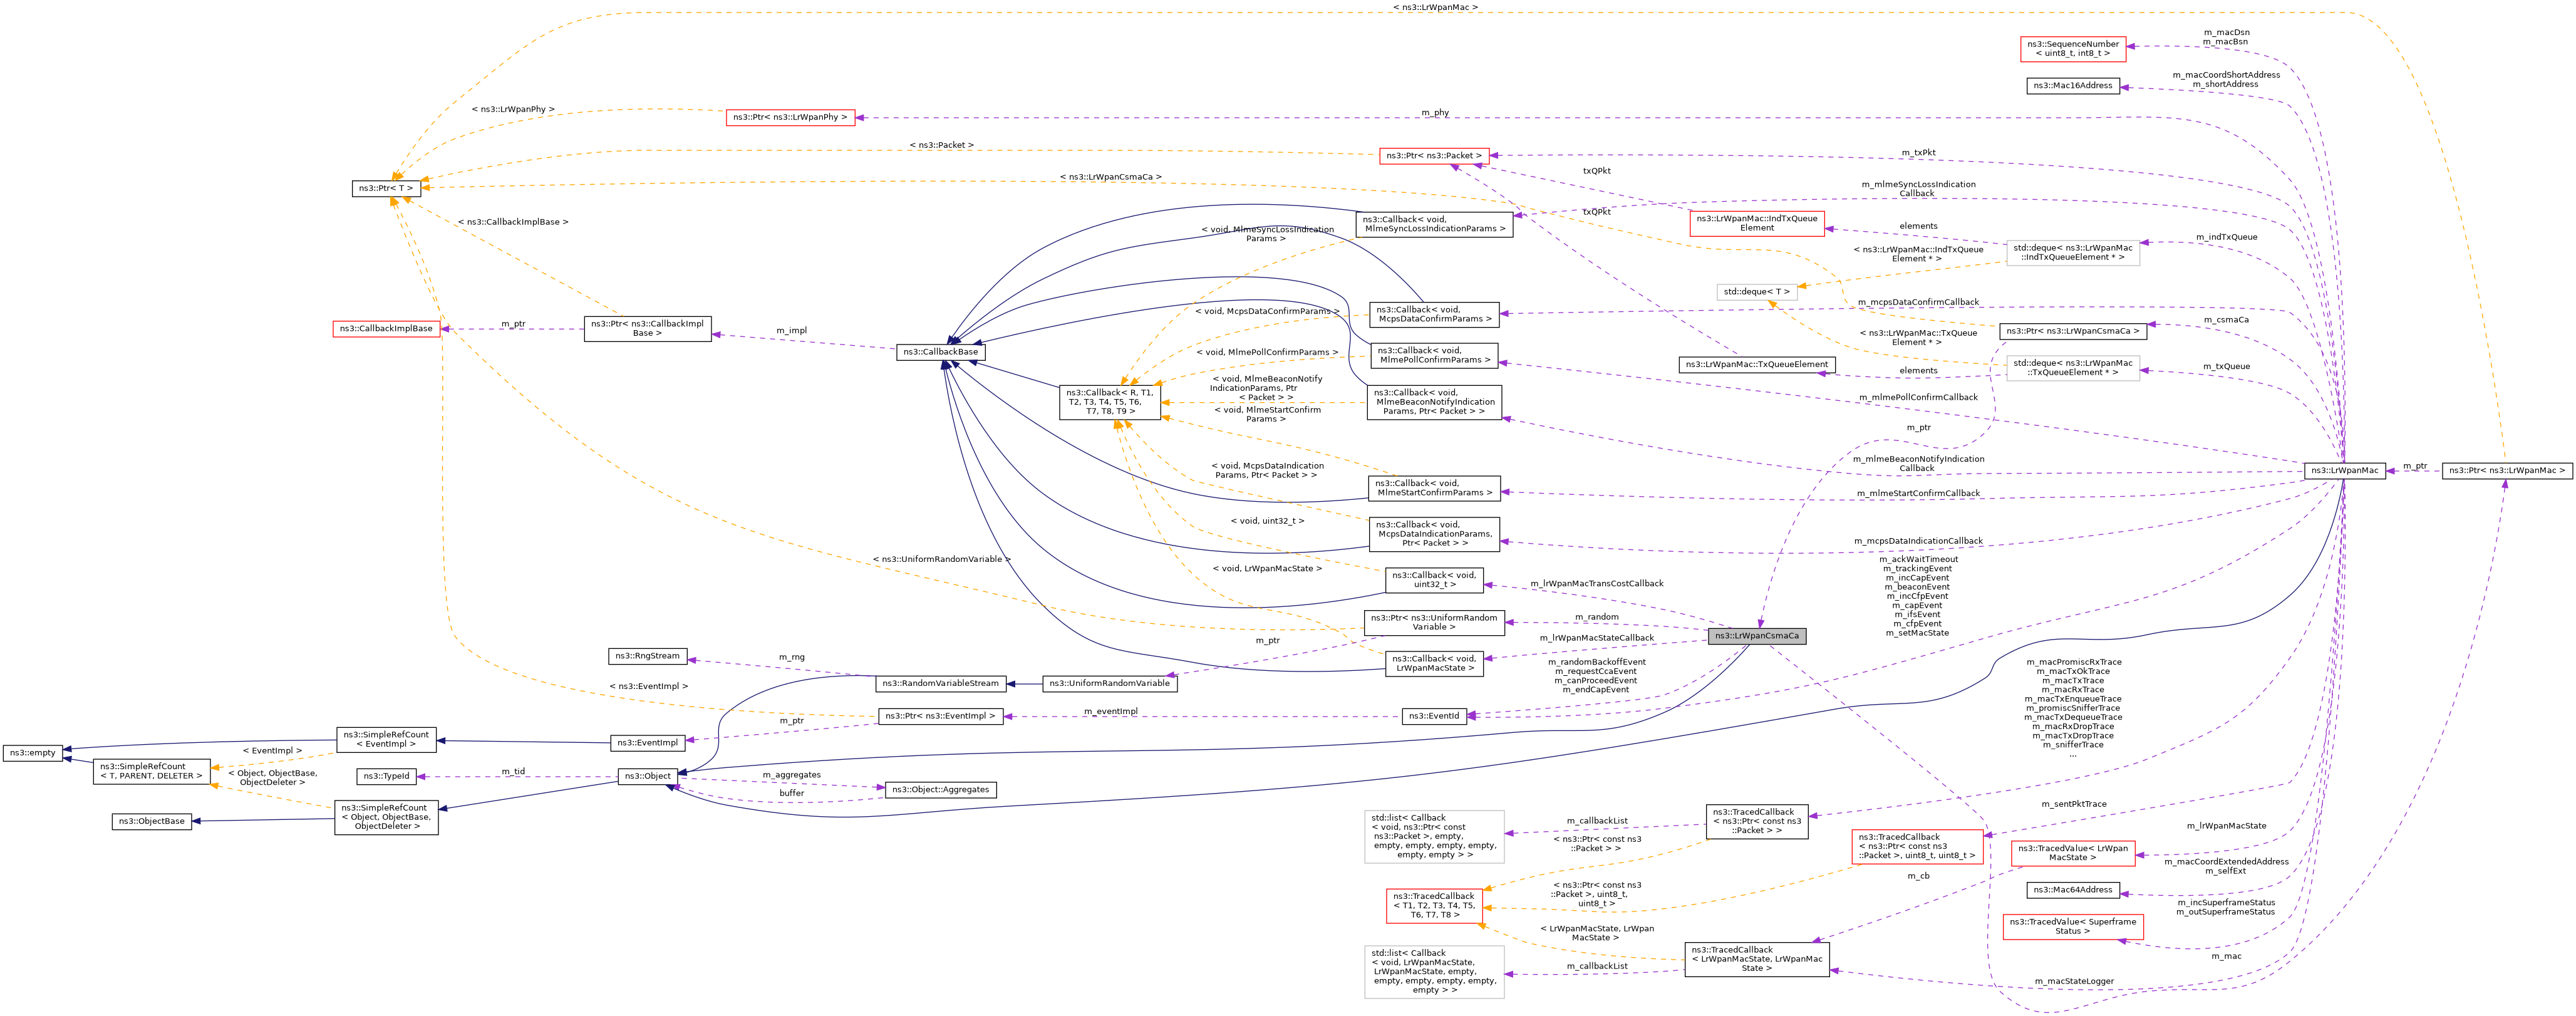 < ns3::LrWpanMac >
m_macDsn
m_macBsn
ns3::SequenceNumber
< uint8_t, int8_t >
m_macCoordShortAddress
m_shortAddress
ns3::Mac16Address
< ns3::LrWpanPhy >
ns3::Ptr< ns3::LrWpanPhy >
m_phy
< ns3::Packet >
ns3::Ptr< ns3::Packet >
m_txPkt
ns3::Ptr< T >
< ns3::LrWpanCsmaCa >
txQPkt
m_mlmeSyncLossIndication
Callback
< ns3::CallbackImplBase >
ns3::Callback< void,
MlmeSyncLossIndicationParams >
txQPkt
ns3::LrWpanMac::IndTxQueue
Element
elements
< void, MlmeSyncLossIndication
Params >
m_indTxQueue
std::deque< ns3::LrWpanMac
::IndTxQueueElement * >
< ns3::LrWpanMac::IndTxQueue
Element * >
std::deque< T >
ns3::Callback< void,
McpsDataConfirmParams >
m_mcpsDataConfirmCallback
< void, McpsDataConfirmParams >
ns3::CallbackImplBase
m_ptr
ns3::Ptr< ns3::CallbackImpl
Base >
m_impl
ns3::CallbackBase
m_csmaCa
ns3::Ptr< ns3::LrWpanCsmaCa >
< ns3::LrWpanMac::TxQueue
Element * >
< void, MlmePollConfirmParams >
ns3::Callback< void,
MlmePollConfirmParams >
ns3::LrWpanMac::TxQueueElement
elements
std::deque< ns3::LrWpanMac
::TxQueueElement * >
m_txQueue
ns3::Callback< R, T1,
T2, T3, T4, T5, T6,
T7, T8, T9 >
< void, MlmeBeaconNotify
IndicationParams, Ptr
< Packet > >
ns3::Callback< void,
MlmeBeaconNotifyIndication
Params, Ptr< Packet > >
m_mlmePollConfirmCallback
< void, MlmeStartConfirm
Params >
m_ptr
m_mlmeBeaconNotifyIndication
Callback
< void, McpsDataIndication
Params, Ptr< Packet > >
ns3::LrWpanMac
m_ptr
ns3::Ptr< ns3::LrWpanMac >
ns3::Callback< void,
MlmeStartConfirmParams >
m_mlmeStartConfirmCallback
< void, uint32_t >
ns3::Callback< void,
McpsDataIndicationParams,
Ptr< Packet > >
m_mcpsDataIndicationCallback
< ns3::UniformRandomVariable >
< void, LrWpanMacState >
ns3::Callback< void,
uint32_t >
m_lrWpanMacTransCostCallback
m_ackWaitTimeout
m_trackingEvent
m_incCapEvent
m_beaconEvent
m_incCfpEvent
m_capEvent
m_ifsEvent
m_cfpEvent
m_setMacState
ns3::Ptr< ns3::UniformRandom
Variable >
m_random
ns3::LrWpanCsmaCa
m_ptr
m_lrWpanMacStateCallback
ns3::RngStream
m_rng
ns3::Callback< void,
LrWpanMacState >
m_randomBackoffEvent
m_requestCcaEvent
m_canProceedEvent
m_endCapEvent
m_macPromiscRxTrace
m_macTxOkTrace
m_macTxTrace
m_macRxTrace
m_macTxEnqueueTrace
m_promiscSnifferTrace
m_macTxDequeueTrace
m_macRxDropTrace
m_macTxDropTrace
m_snifferTrace
...
< ns3::EventImpl >
ns3::RandomVariableStream
ns3::UniformRandomVariable
m_ptr
ns3::Ptr< ns3::EventImpl >
m_eventImpl
ns3::EventId
ns3::empty
ns3::SimpleRefCount
< EventImpl >
ns3::EventImpl
< EventImpl >
ns3::SimpleRefCount
< T, PARENT, DELETER >
< Object, ObjectBase,
ObjectDeleter >
ns3::TypeId
m_tid
ns3::Object
m_aggregates
buffer
ns3::Object::Aggregates
ns3::ObjectBase
ns3::SimpleRefCount
< Object, ObjectBase,
ObjectDeleter >
std::list< Callback
< void, ns3::Ptr< const
ns3::Packet >, empty,
empty, empty, empty, empty,
empty, empty > >
m_callbackList
ns3::TracedCallback
< ns3::Ptr< const ns3
::Packet > >
m_sentPktTrace
< ns3::Ptr< const ns3
::Packet > >
ns3::TracedCallback
< ns3::Ptr< const ns3
::Packet >, uint8_t, uint8_t >
m_lrWpanMacState
ns3::TracedValue< LrWpan
MacState >
m_macCoordExtendedAddress
m_selfExt
m_cb
ns3::Mac64Address
< ns3::Ptr< const ns3
::Packet >, uint8_t,
uint8_t >
ns3::TracedCallback
< T1, T2, T3, T4, T5,
T6, T7, T8 >
m_incSuperframeStatus
m_outSuperframeStatus
ns3::TracedValue< Superframe
Status >
< LrWpanMacState, LrWpan
MacState >
std::list< Callback
< void, LrWpanMacState,
LrWpanMacState, empty,
empty, empty, empty, empty,
empty > >
m_callbackList
ns3::TracedCallback
< LrWpanMacState, LrWpanMac
State >
m_mac
m_macStateLogger